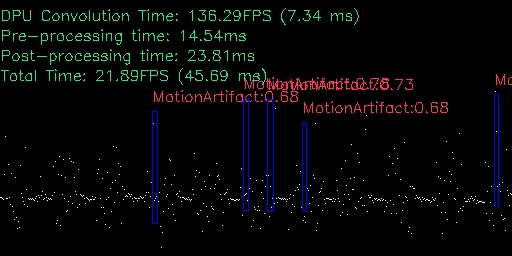 DPU Convolution Time: 136.29FPS (7.34 ms)
Pre-processing time: 14.54ms
Post-processing time: 23.81ms
Total Time: 21.89FPS (45.69 ms)
MotionArtifact:0.78
MotionArtifact:0.73
MotionArtifact:0.68
MotionArtifact:0.68
Mo